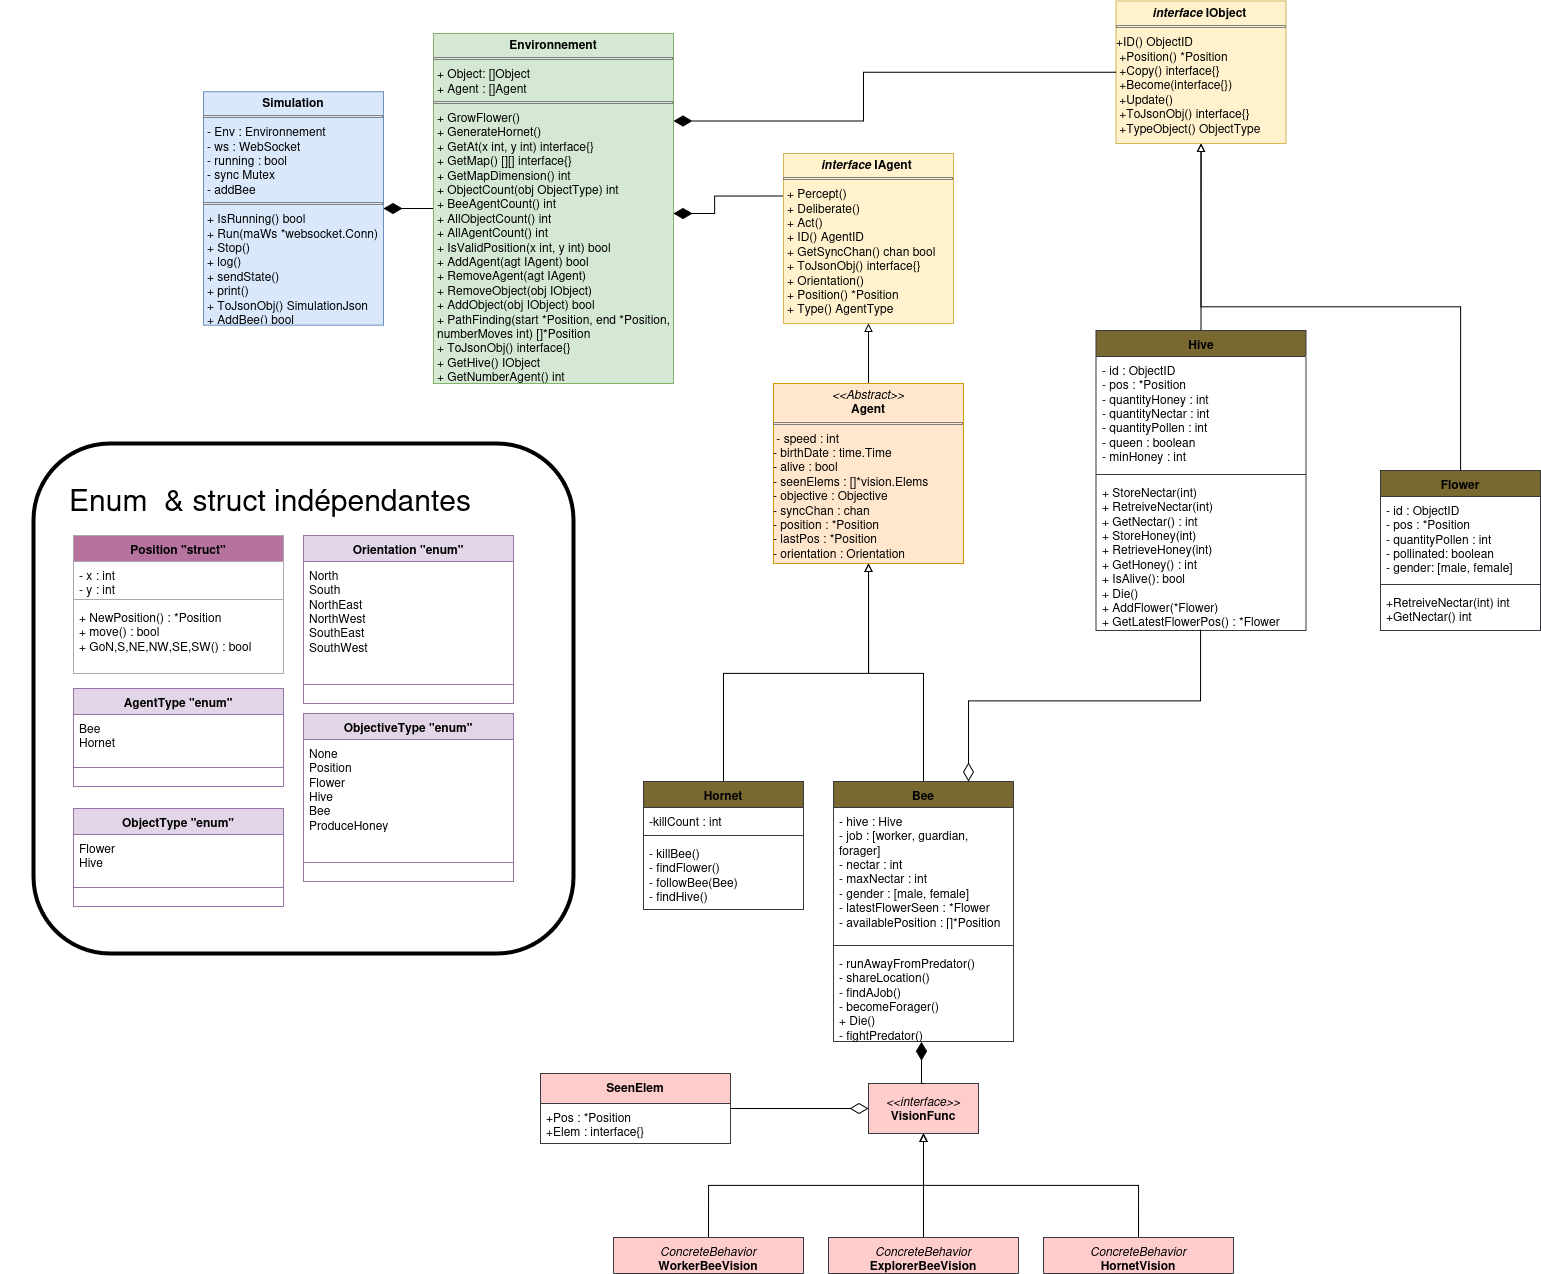 Simulation
- Env : Environnement
- ws : WebSocket
- running : bool
- sync Mutex
- addBee
+ IsRunning() bool
+ Run(maWs *websocket.Conn)
+ Stop()
+ log()
+ sendState()
+ print()
+ ToJsonObj() SimulationJson
+ AddBee() bool
Environnement
+ Object: []Object
+ Agent : []Agent
+ GrowFlower()
+ GenerateHornet()
+ GetAt(x int, y int) interface{}
+ GetMap() [][] interface{}
+ GetMapDimension() int
+ ObjectCount(obj ObjectType) int
+ BeeAgentCount() int
+ AllObjectCount() int
+ AllAgentCount() int
+ IsValidPosition(x int, y int) bool
+ AddAgent(agt IAgent) bool
+ RemoveAgent(agt IAgent)
+ RemoveObject(obj IObject)
+ AddObject(obj IObject) bool
+ PathFinding(start *Position, end *Position,
numberMoves int) []*Position
+ ToJsonObj() interface{}
+ GetHive() IObject
+ GetNumberAgent() int
interface IAgent
+ Percept()
+ Deliberate()
+ Act()
+ ID() AgentID
+ GetSyncChan() chan bool
+ ToJsonObj() interface{}
+ Orientation()
+ Position() *Position
+ Type() AgentType
interface IObject
+ID() ObjectID
+Position() *Position
+Copy() interface{}
+Become(interface{})
+Update()
+ToJsonObj() interface{}
+TypeObject() ObjectType
<<Abstract>>
Agent
- speed : int
- birthDate : time.Time
- alive : bool
- seenElems : []*vision.Elems
- objective : Objective
- syncChan : chan
- position : *Position
- lastPos : *Position
- orientation : Orientation
Hive
- id : ObjectID
- pos : *Position
- quantityHoney : int
- quantityNectar : int
- quantityPollen : int
- queen : boolean
- minHoney : int
+ StoreNectar(int)
+ RetreiveNectar(int)
+ GetNectar() : int
+ StoreHoney(int)
+ RetrieveHoney(int)
+ GetHoney() : int
+ IsAlive(): bool
+ Die()
+ AddFlower(*Flower)
+ GetLatestFlowerPos() : *Flower
Flower
- id : ObjectID
- pos : *Position
- quantityPollen : int
- pollinated: boolean
- gender: [male, female]
+RetreiveNectar(int) int
+GetNectar() int
Enum  & struct indépendantes
Position "struct"
- x : int
- y : int
+ NewPosition() : *Position
+ move() : bool
+ GoN,S,NE,NW,SE,SW() : bool
Orientation "enum"
North
South
NorthEast
NorthWest
SouthEast
SouthWest
AgentType "enum"
Bee
Hornet
ObjectiveType "enum"
None
Position
Flower
Hive
Bee
ProduceHoney
ObjectType "enum"
Flower
Hive
Hornet
-killCount : int
- killBee()
- findFlower()
- followBee(Bee)
- findHive()
Bee
- hive : Hive
- job : [worker, guardian,
forager]
- nectar : int
- maxNectar : int
- gender : [male, female]
- latestFlowerSeen : *Flower
- availablePosition : []*Position
- runAwayFromPredator()
- shareLocation()
- findAJob()
- becomeForager()
+ Die()
- fightPredator()
SeenElem
+Pos : *Position
+Elem : interface{}
<<interface>>
VisionFunc
ConcreteBehavior
WorkerBeeVision
ConcreteBehavior
ExplorerBeeVision
ConcreteBehavior
HornetVision